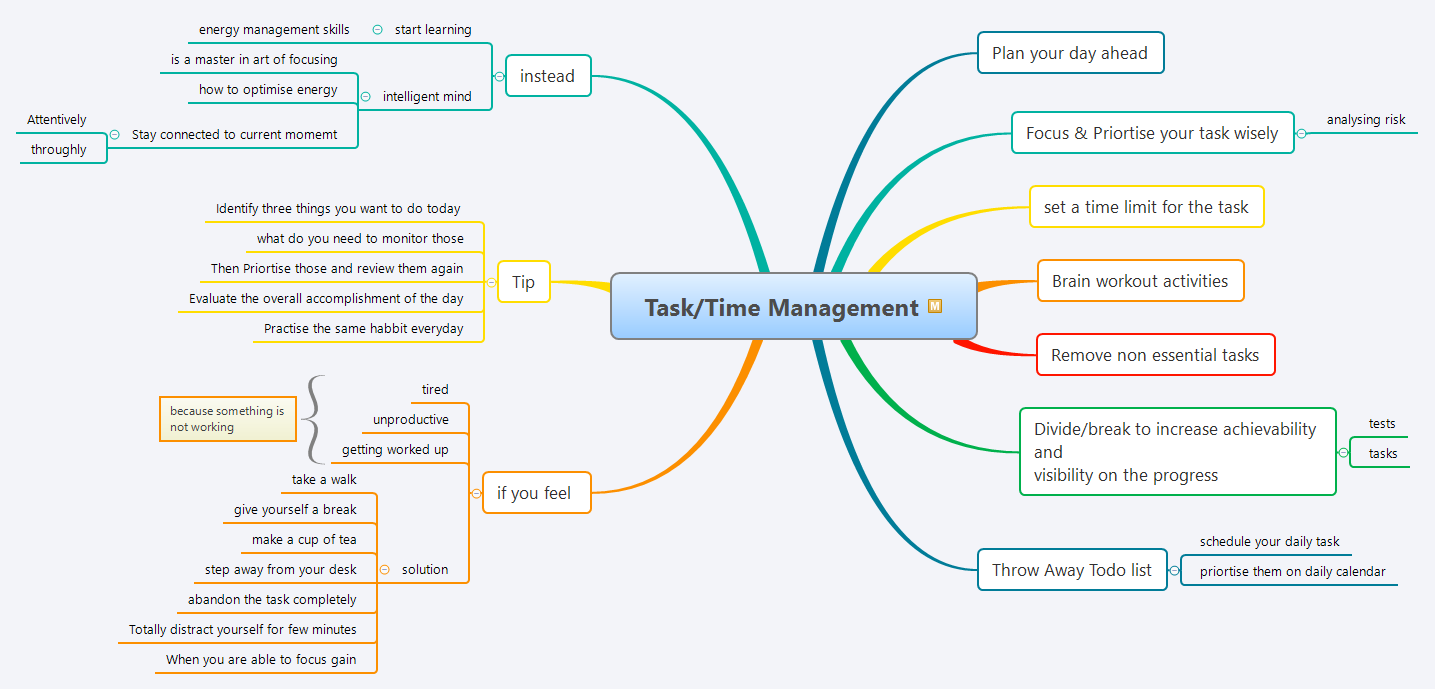 Task/Time Management
M
Plan your day ahead
Focus & Priortise your task wisely
analysing risk
set a time limit for the task
Brain workout activities
Remove non essential tasks
Divide/break to increase achievability
and
visibility on the progress
tests
tasks
Throw Away Todo list
schedule your daily task
priortise them on daily calendar
instead
start learning
energy management skills
intelligent mind
is a master in art of focusing
how to optimise energy
Stay connected to current momemt
Attentively
throughly
Tip
Identify three things you want to do today
what do you need to monitor those
Then Priortise those and review them again
Evaluate the overall accomplishment of the day
Practise the same habbit everyday
if you feel
tired
unproductive
getting worked up
because something is
not working
solution
take a walk
give yourself a break
make a cup of tea
step away from your desk
abandon the task completely
Totally distract yourself for few minutes
When you are able to focus gain